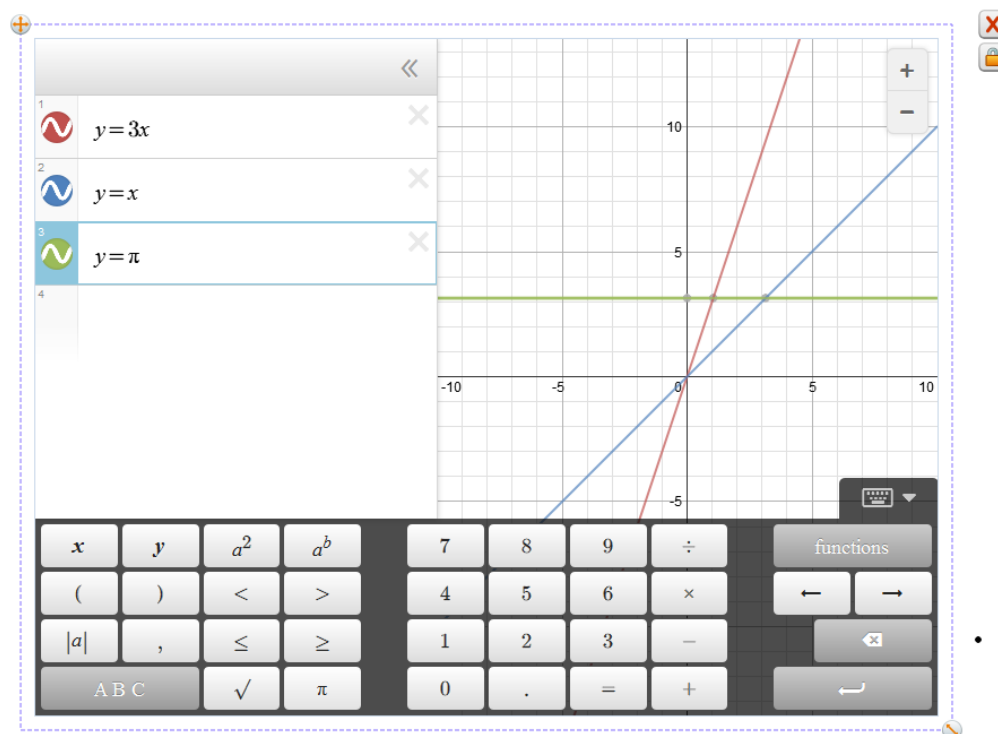 1
y=3x
2
y=x
3
y=π
4
+
−
10
5
-10 -5 0 5 10
-5
x y a² aᵇ 7 8 9 ÷ functions
( ) < > 4 5 6 × ← →
|a| , ≤ ≥ 1 2 3 −
A B C √ π 0 . = +